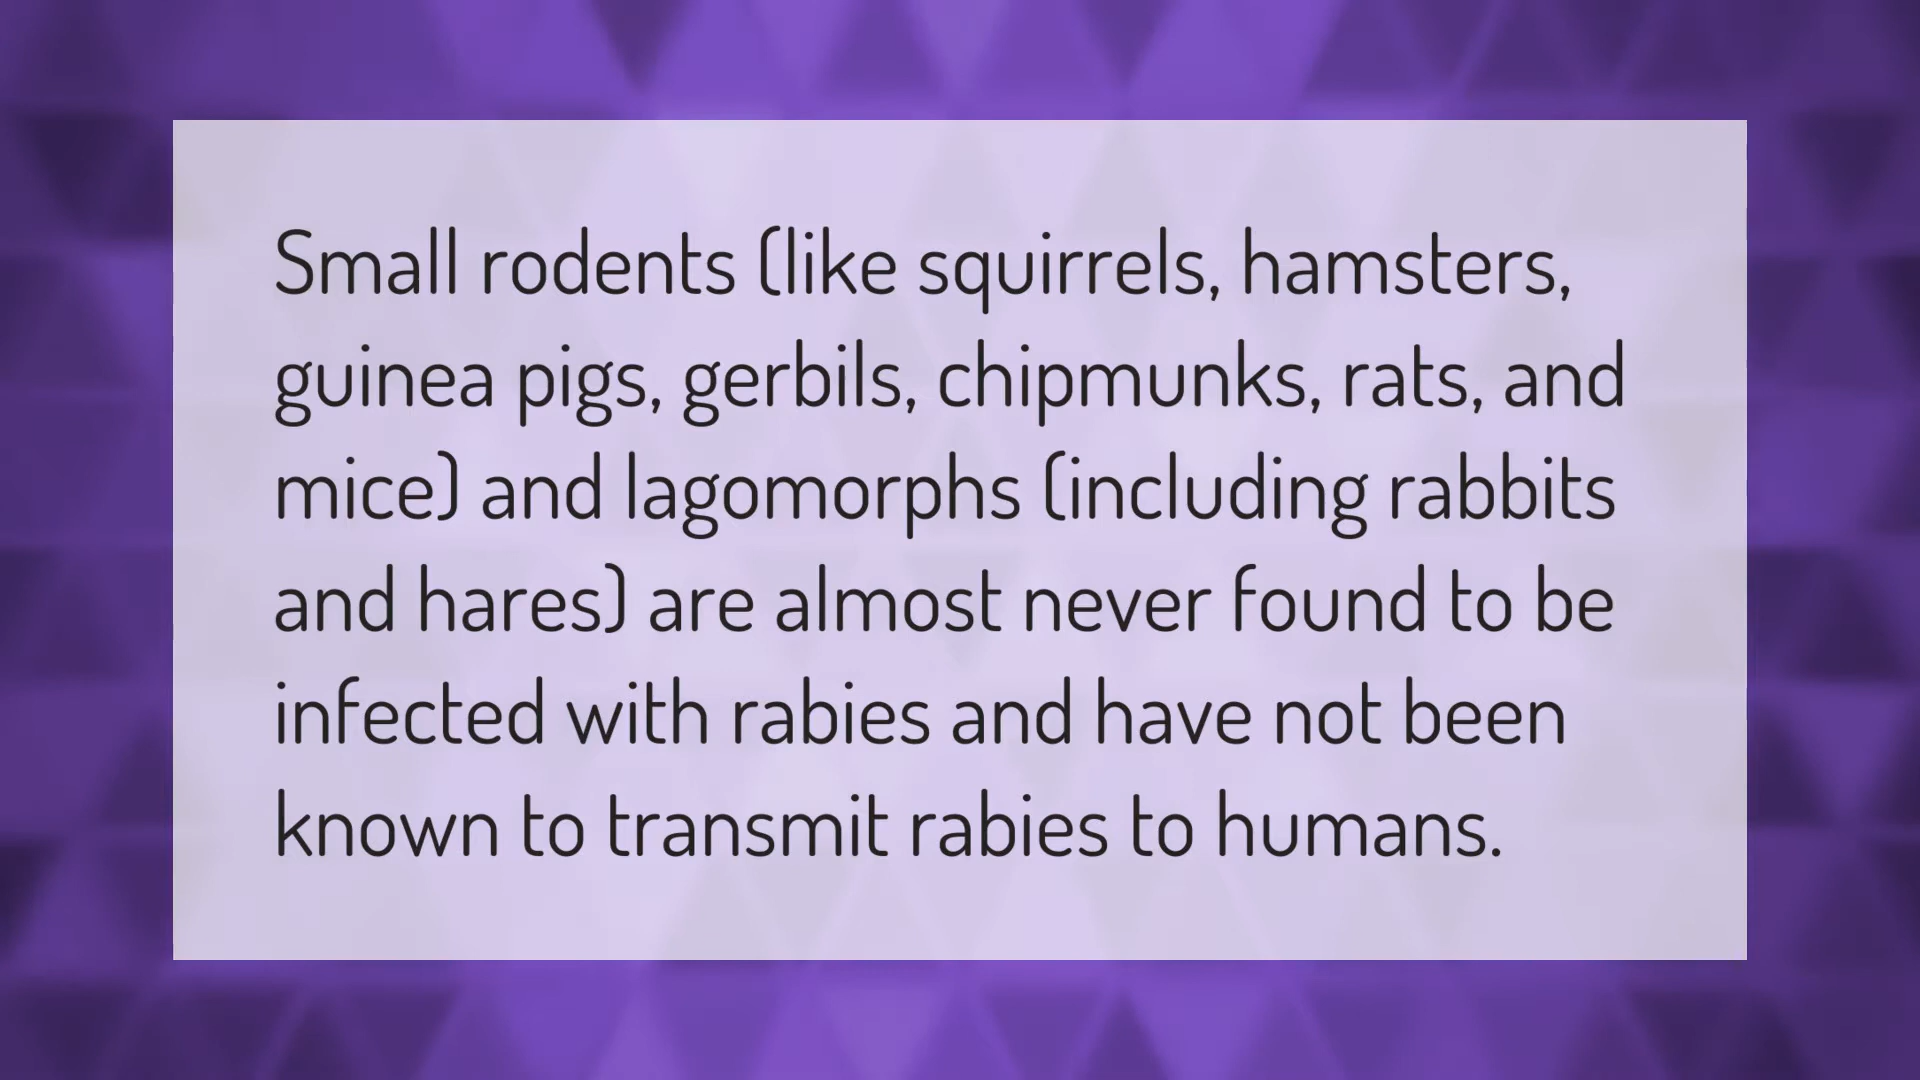 Small rodents (like squirrels, hamsters,
guinea pigs, gerbils, chipmunks, rats, and
mice) and lagomorphs (including rabbits
and hares) are almost never found to be
infected with rabies and have not been
known to transmit rabies to humans.